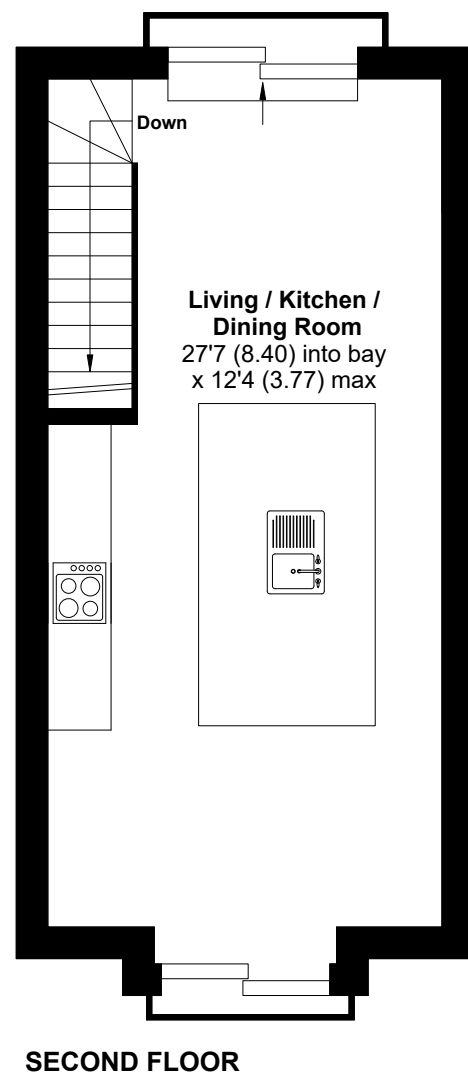 Down
Living / Kitchen /
Dining Room
27'7 (8.40) into bay
x 12'4 (3.77) max
SECOND FLOOR